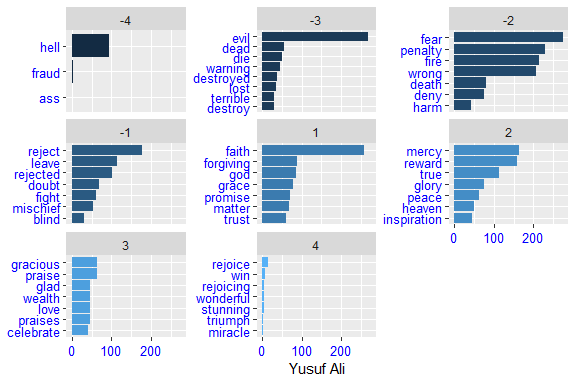 -4
hell
fraud
ass
-3
evil
dead
die
warning
destroyed
lost
terrible
destroy
-2
fear
penalty
fire
wrong
death
deny
harm
-1
reject
leave
rejected
doubt
fight
mischief
blind
1
faith
forgiving
god
grace
promise
matter
trust
2
mercy
reward
true
glory
peace
heaven
inspiration
0 100 200
3
gracious
praise
glad
wealth
love
praises
celebrate
0 100 200
4
rejoice
win
rejoicing
wonderful
stunning
triumph
miracle
0 100 200
Yusuf Ali